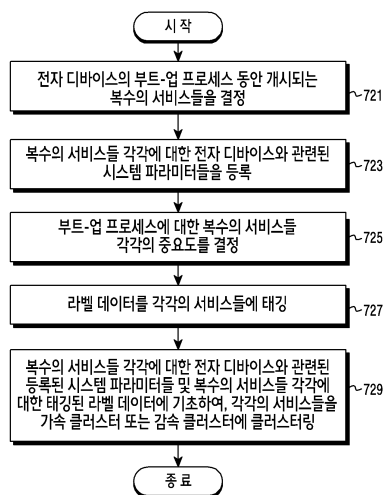 시작
전자 디바이스의 부트-업 프로세스 동안 개시되는
복수의 서비스들을 결정
721
복수의 서비스들 각각에 대한 전자 디바이스와 관련된
시스템 파라미터들을 등록
723
부트-업 프로세스에 대한 복수의 서비스들
각각의 중요도를 결정
725
라벨 데이터를 각각의 서비스들에 태깅
727
복수의 서비스들 각각에 대한 전자 디바이스와 관련된
등록된 시스템 파라미터들 및 복수의 서비스들 각각에
대한 태깅된 라벨 데이터에 기초하여, 각각의 서비스들을
가속 클러스터 또는 감속 클러스터에 클러스터링
729
종료